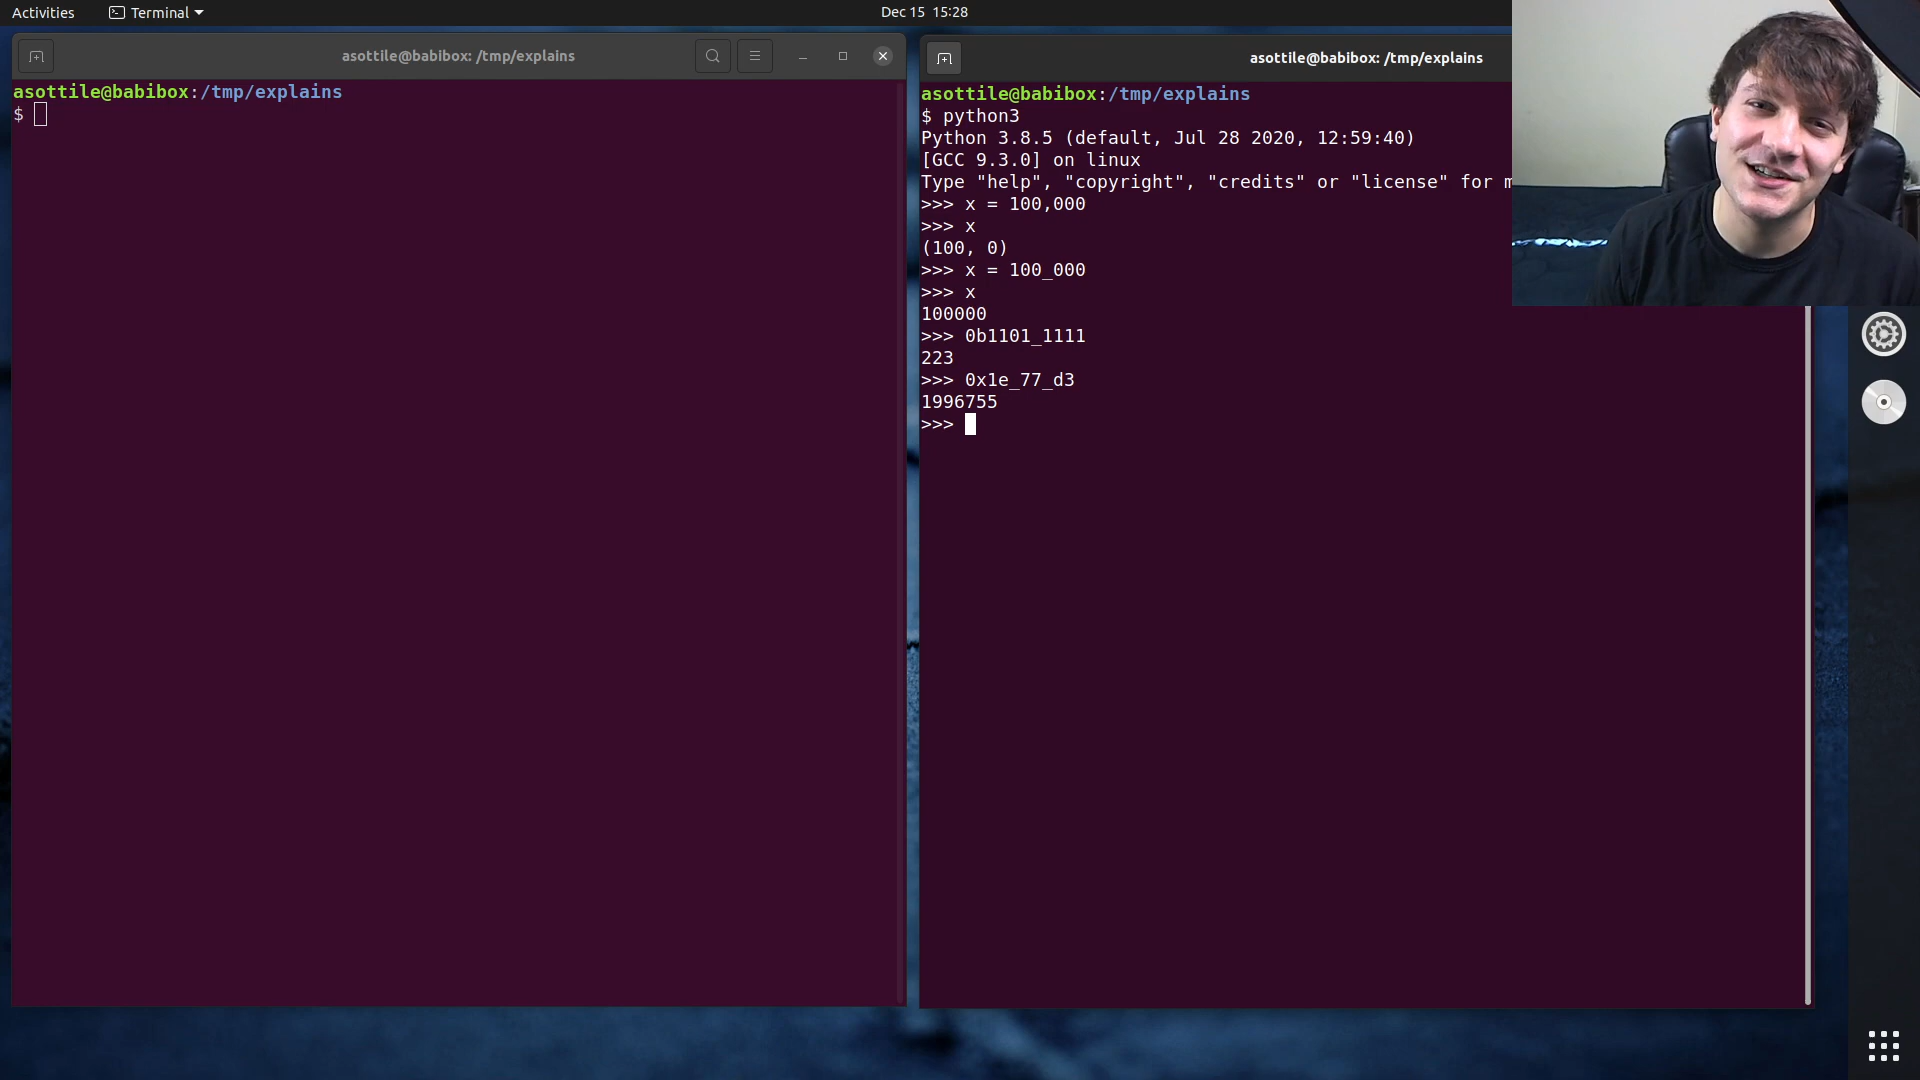 Activities
Terminal
Dec 15 15:28
asottile@babibox: /tmp/explains
asottile@babibox:/tmp/explains
$
asottile@babibox: /tmp/explains
asottile@babibox:/tmp/explains
$ python3
Python 3.8.5 (default, Jul 28 2020, 12:59:40)
[GCC 9.3.0] on linux
Type "help", "copyright", "credits" or "license" for
>>> x = 100,000
>>> x
(100, 0)
>>> x = 100_000
>>> x
100000
>>> 0b1101_1111
223
>>> 0x1e_77_d3
1996755
>>>